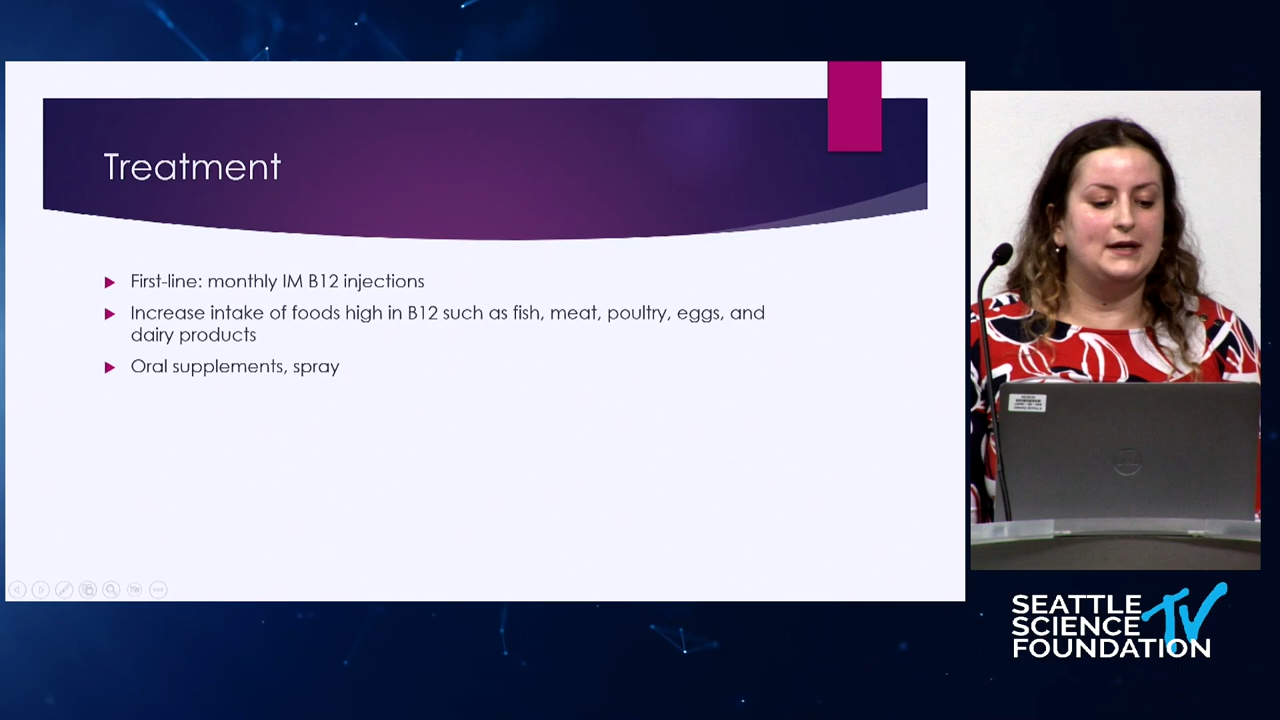 Treatment
First-line: monthly IM B12 injections
Increase intake of foods high in B12 such as fish, meat, poultry, eggs, and
dairy products
Oral supplements, spray
SEATTLE
SCIENCE
FOUNDATION
TV